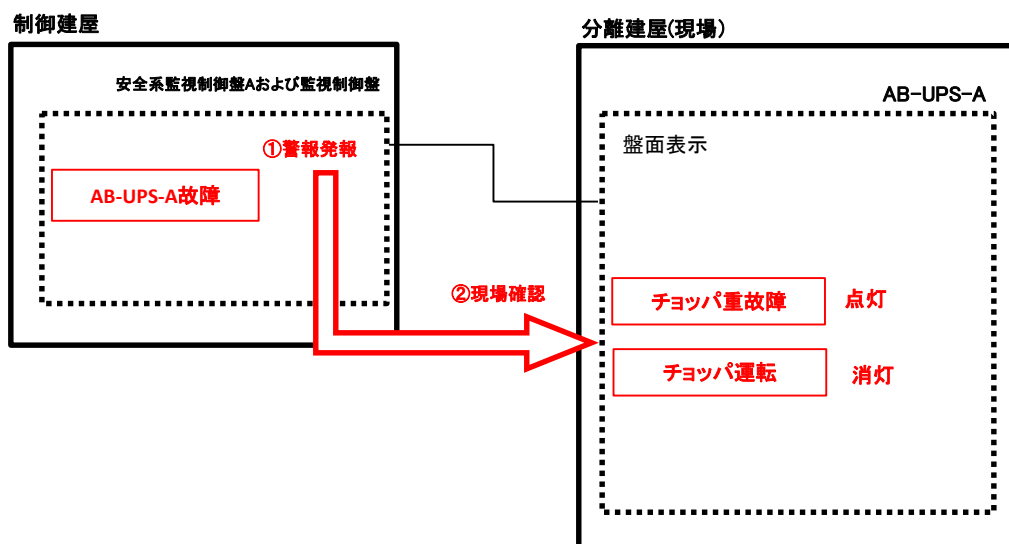 制御建屋
安全系監視制御盤Aおよび監視制御盤
①警報発報
AB-UPS-A故障
②現場確認
分離建屋(現場)
AB-UPS-A
盤面表示
チョッパ重故障
点灯
チョッパ運転
消灯